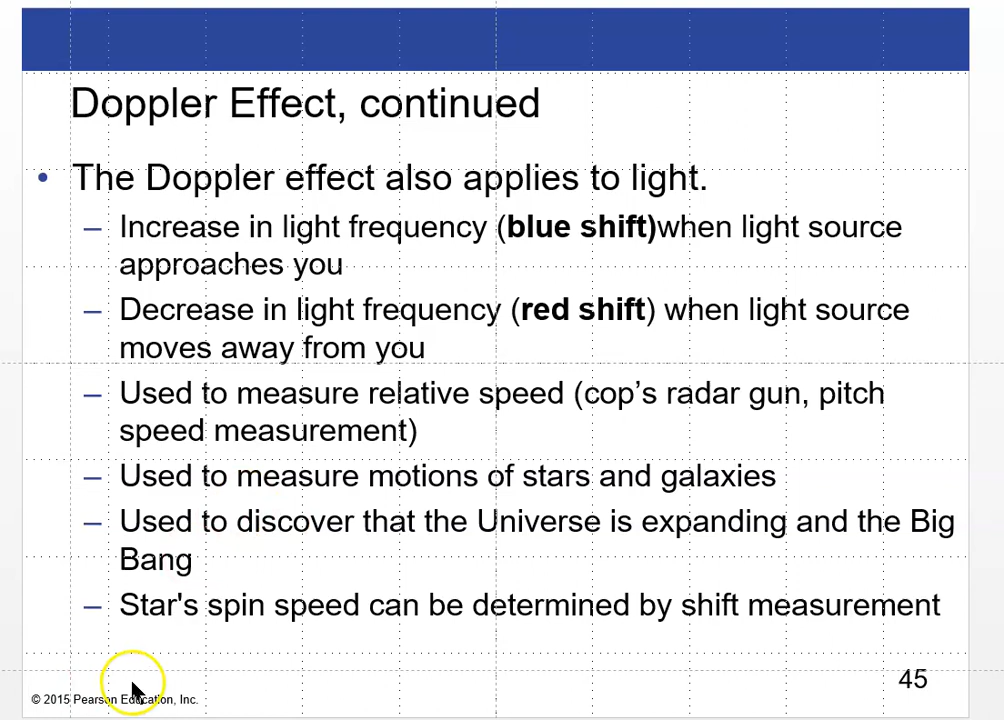 Doppler Effect, continued
• The Doppler effect also applies to light.
– Increase in light frequency (blue shift)when light source
approaches you
– Decrease in light frequency (red shift) when light source
moves away from you
– Used to measure relative speed (cop’s radar gun, pitch
speed measurement)
– Used to measure motions of stars and galaxies
– Used to discover that the Universe is expanding and the Big
Bang
– Star's spin speed can be determined by shift measurement
45
© 2015 Pearson Education, Inc.